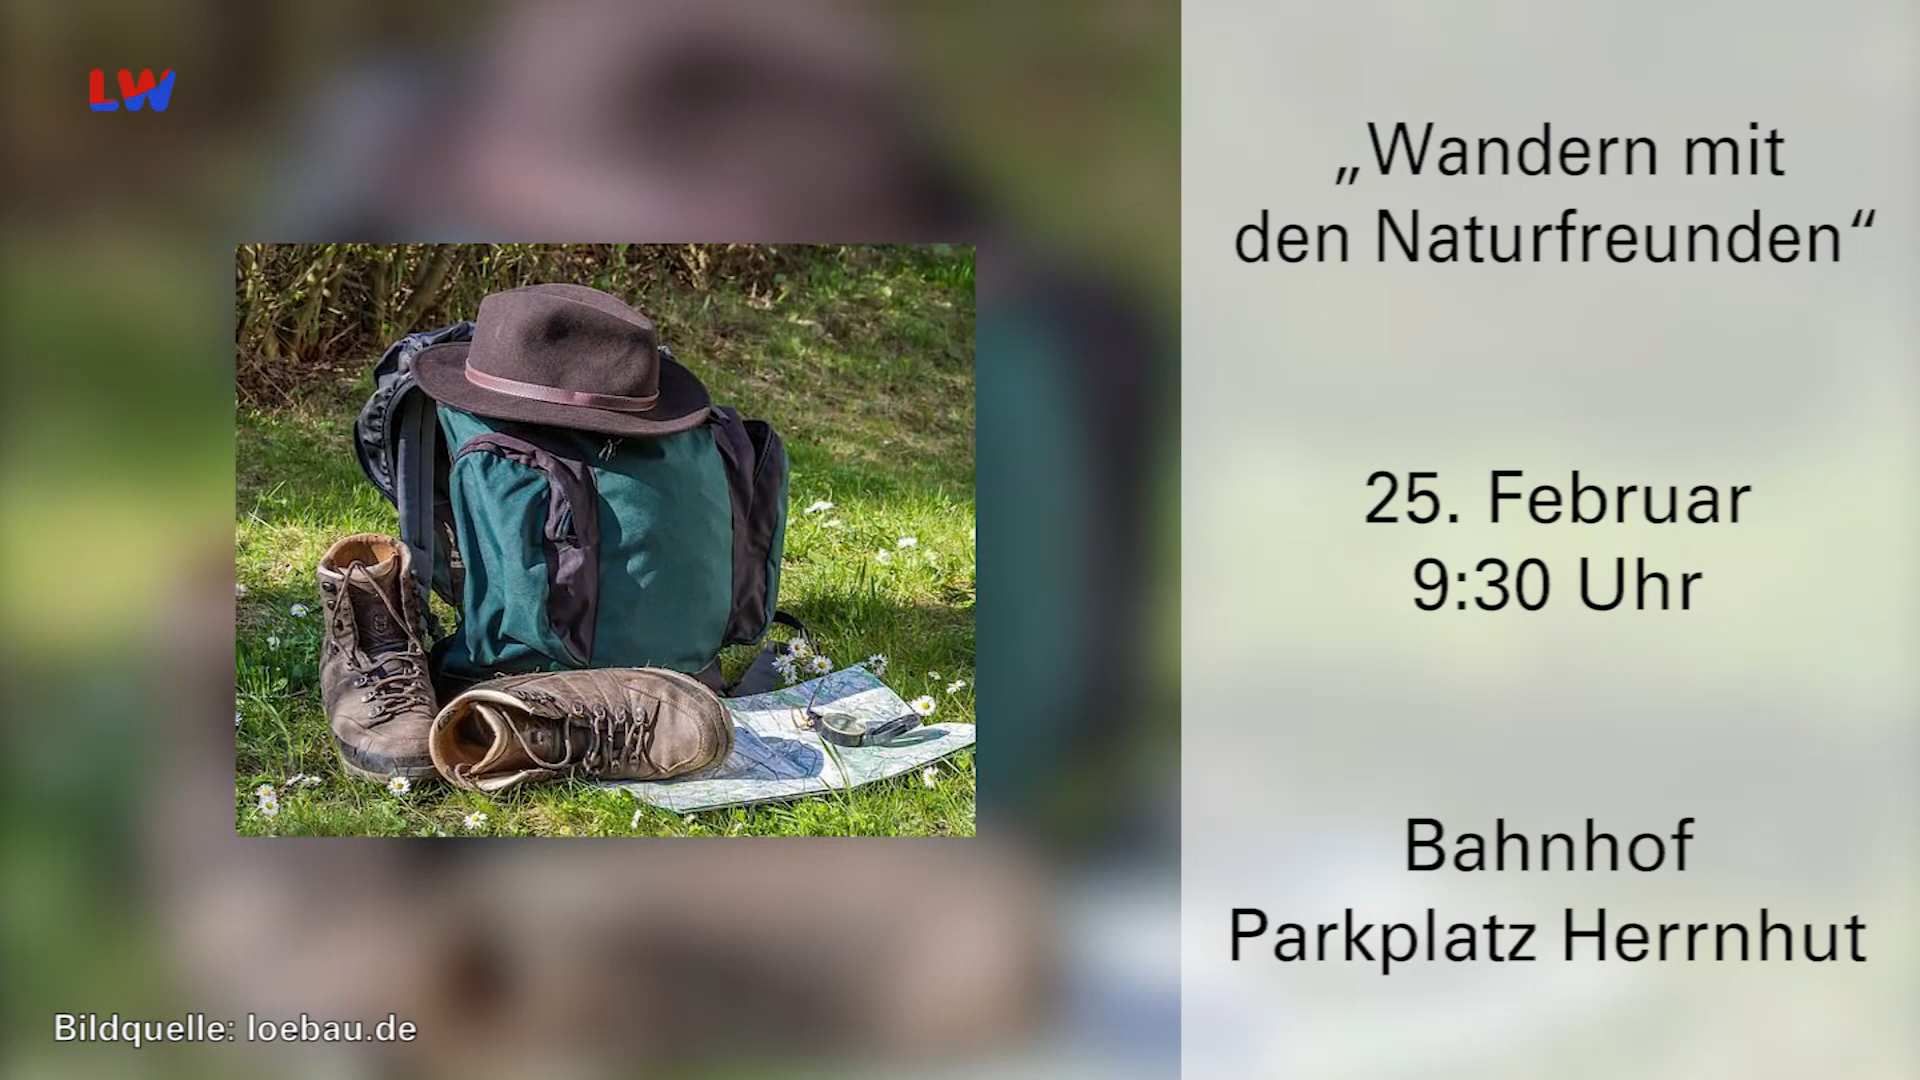 LW
„Wandern mit
den Naturfreunden“
25. Februar
9:30 Uhr
Bahnhof
Parkplatz Herrnhut
Bildquelle: loebau.de